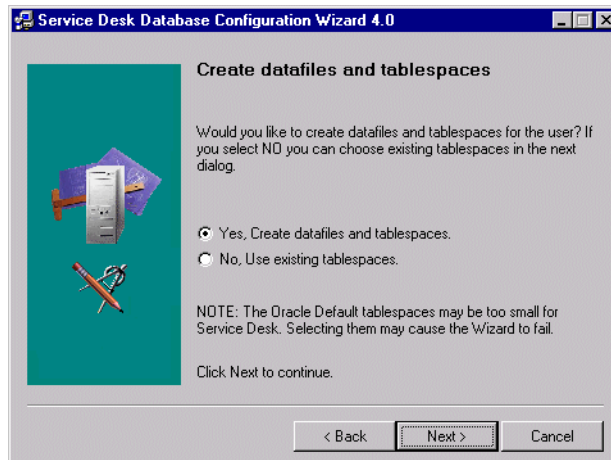 Service Desk Database Configuration Wizard 4.0
Create datafiles and tablespaces
Would you like to create datafiles and tablespaces for the user? If
you select NO you can choose existing tablespaces in the next
dialog.
Yes, Create datafiles and tablespaces.
No, Use existing tablespaces.
NOTE: The Oracle Default tablespaces may be too small for
Service Desk. Selecting them may cause the Wizard to fail.
Click Next to continue.
< Back
Next >
Cancel